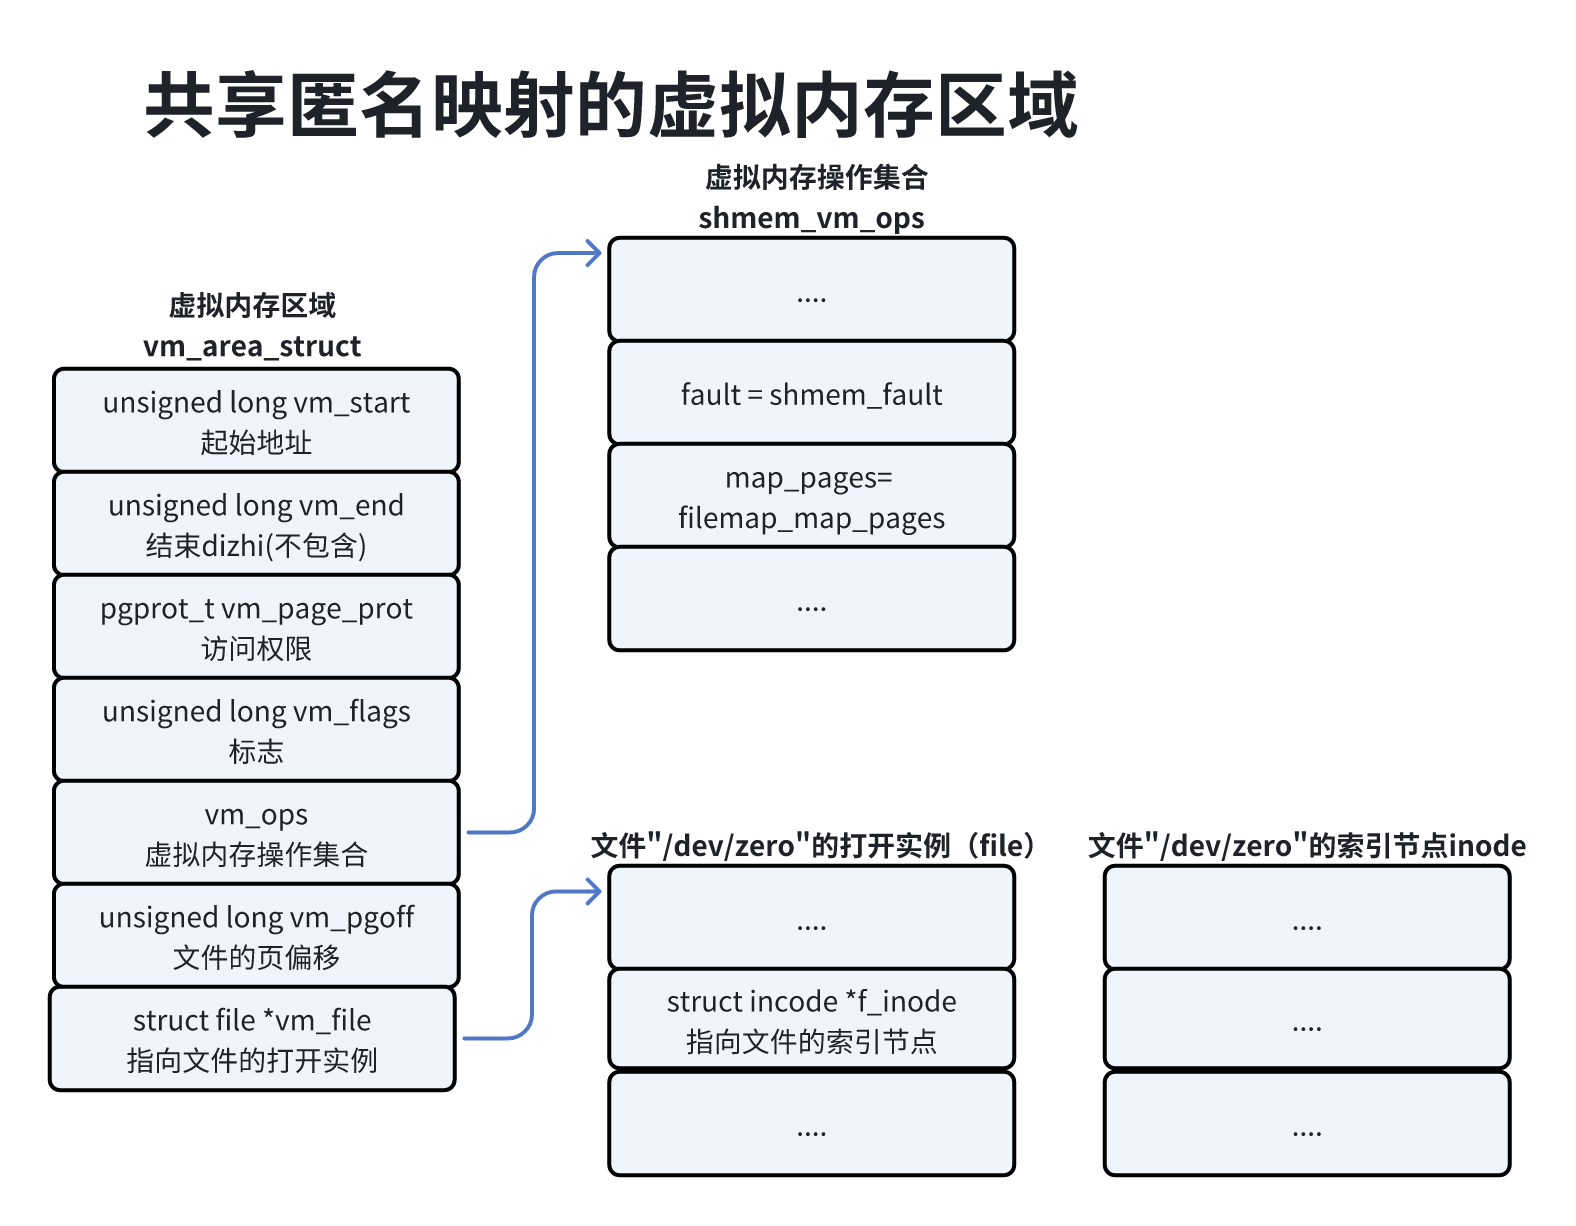 共享匿名映射的虚拟内存区域
虚拟内存操作集合
shmem_vm_ops
....
fault = shmem_fault
map_pages=
filemap_map_pages
....
虚拟内存区域
vm_area_struct
unsigned long vm_start
起始地址
unsigned long vm_end
结束dizhi(不包含)
pgprot_t vm_page_prot
访问权限
unsigned long vm_flags
标志
vm_ops
虚拟内存操作集合
unsigned long vm_pgoff
文件的页偏移
struct file *vm_file
指向文件的打开实例
文件"/dev/zero"的打开实例（file）
....
struct incode *f_inode
指向文件的索引节点
....
文件"/dev/zero"的索引节点inode
....
....
....